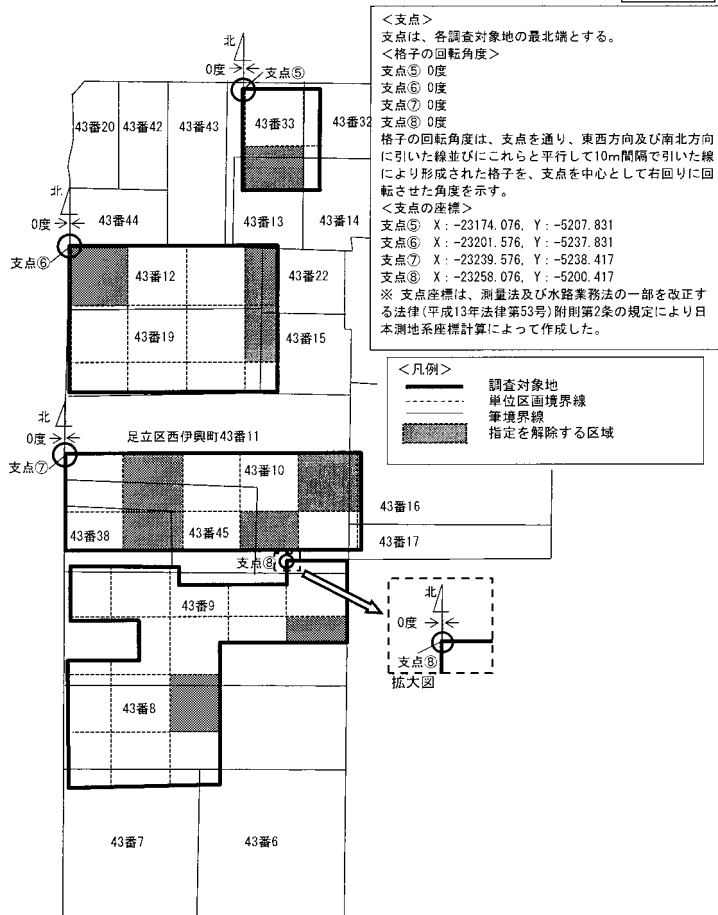 ＜支点＞
支点は、各調査対象地の最北端とする。
＜格子の回転角度＞
支点⑤ 0度
支点⑥ 0度
支点⑦ 0度
支点⑧ 0度
格子の回転角度は、支点を通り、東西方向及び南北方向
に引いた線並びにこれらと平行して10m間隔で引いた線
により形成された格子を、支点を中心として右回りに回
転させた角度を示す。
＜支点の座標＞
支点⑤ X：-23174.076, Y：-5207.831
支点⑥ X：-23201.576, Y：-5237.831
支点⑦ X：-23239.576, Y：-5238.417
支点⑧ X：-23258.076, Y：-5200.417
※ 支点座標は、測量法及び水路業務法の一部を改正す
る法律(平成13年法律第53号)附則第2条の規定により日
本測地系座標計算によって作成した。
＜凡例＞
調査対象地
単位区画境界線
筆境界線
指定を解除する区域
北
0度
支点⑤
43番20
43番42
43番43
43番33
43番32
北
0度
43番44
43番13
43番14
支点⑥
43番12
43番22
43番19
43番15
北
0度
足立区西伊興町43番11
支点⑦
43番10
43番16
43番38
43番45
43番17
支点⑧
43番9
北
0度
支点⑧
拡大図
43番8
43番7
43番6